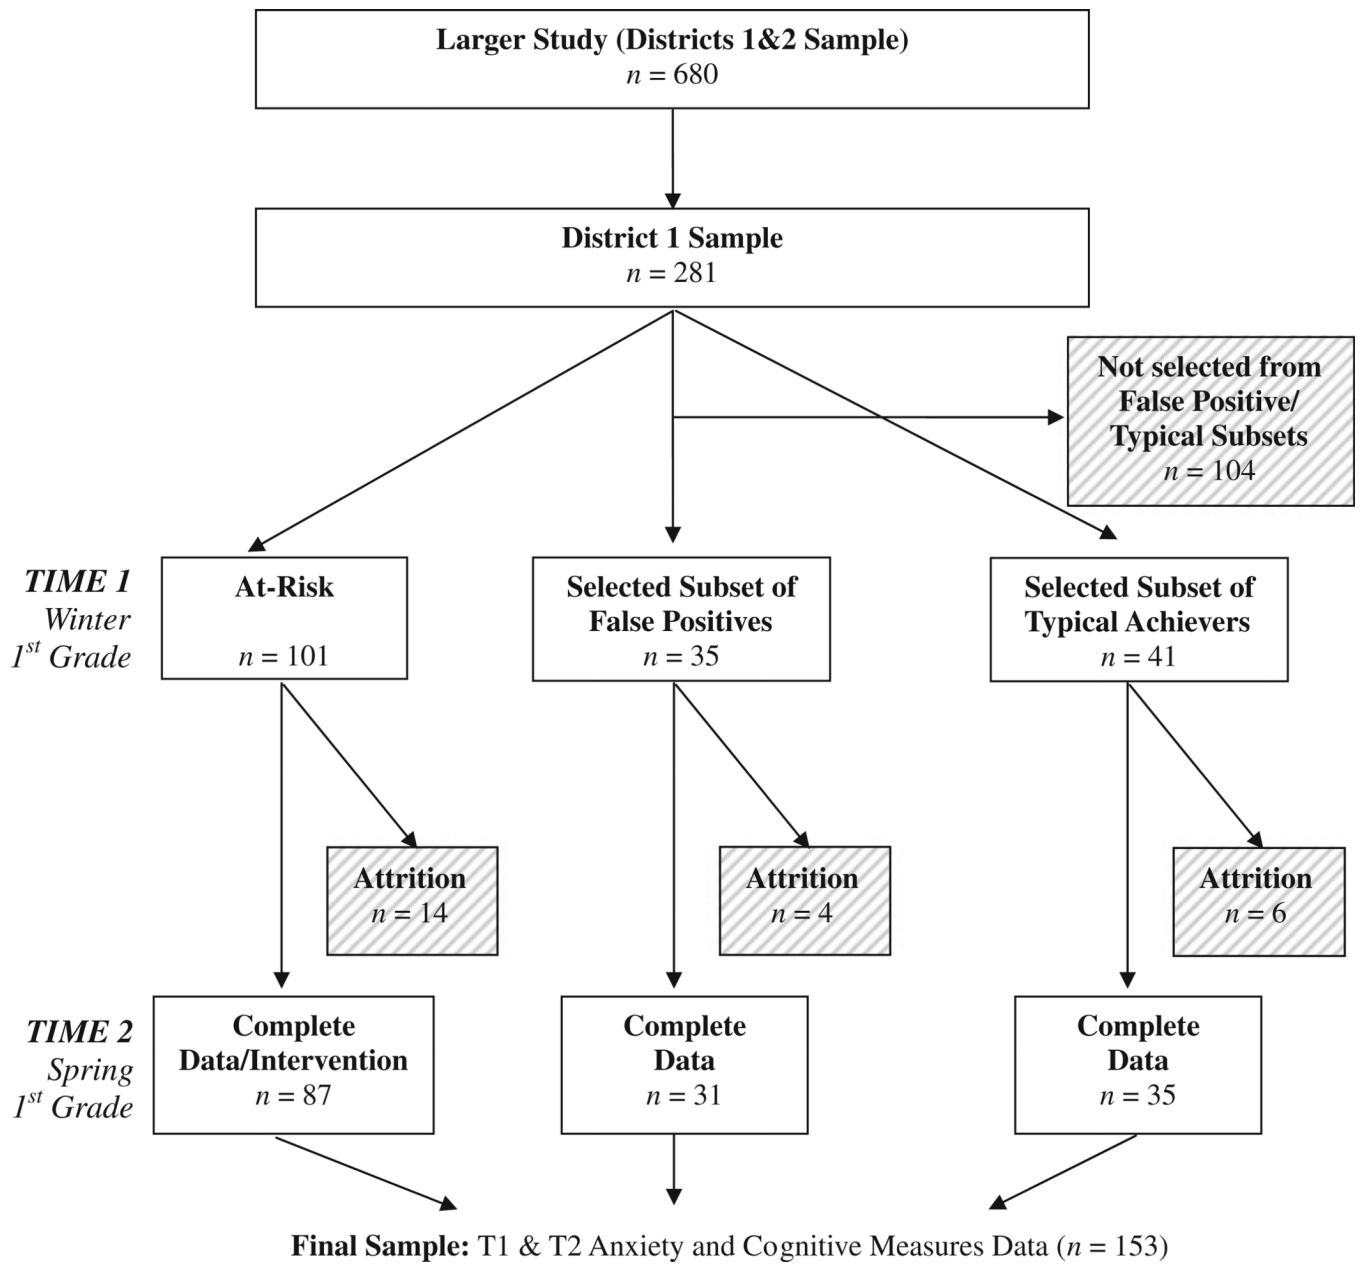 Larger Study (Districts 1&2 Sample)
n = 680
District 1 Sample
n = 281
Not selected from
False Positive/
Typical Subsets
n = 104
TIME 1
Winter
1st Grade
At-Risk
n = 101
Selected Subset of
False Positives
n = 35
Selected Subset of
Typical Achievers
n = 41
Attrition
n = 14
Attrition
n = 4
Attrition
n = 6
TIME 2
Spring
1st Grade
Complete
Data/Intervention
n = 87
Complete
Data
n = 31
Complete
Data
n = 35
Final Sample: T1 & T2 Anxiety and Cognitive Measures Data (n = 153)